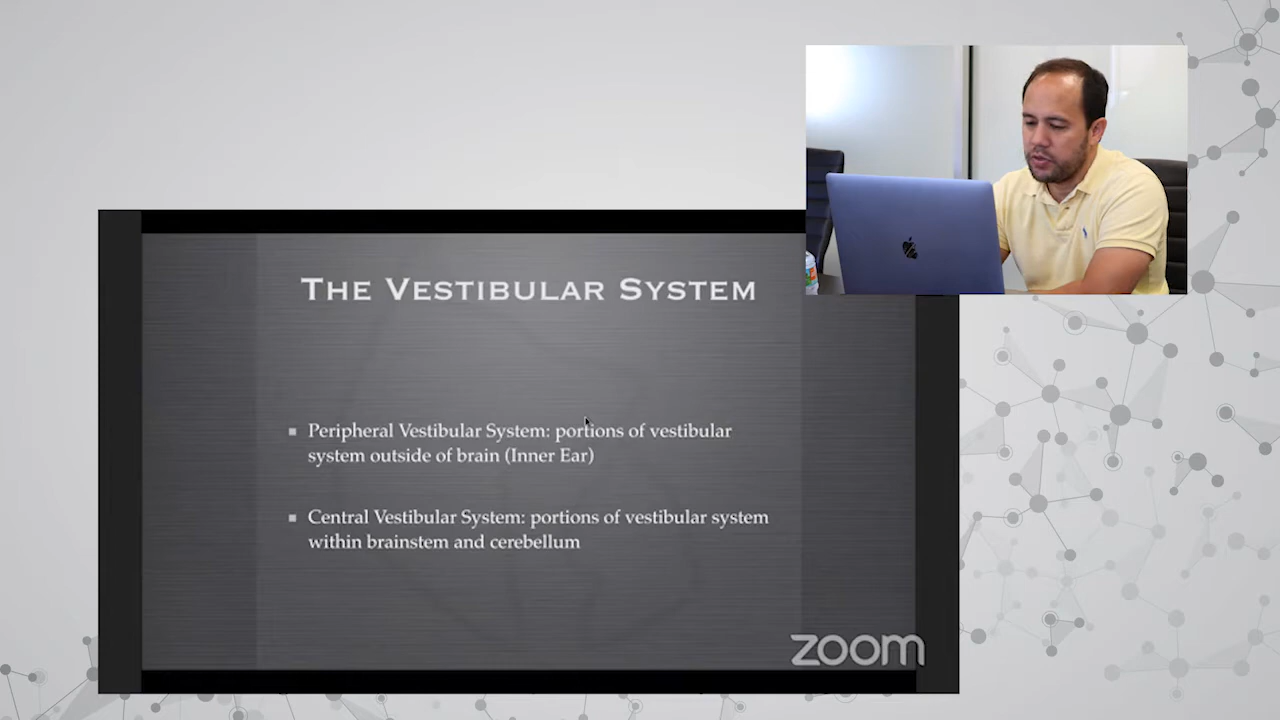 THE VESTIBULAR SYSTEM
▪ Peripheral Vestibular System: portions of vestibular
system outside of brain (Inner Ear)
▪ Central Vestibular System: portions of vestibular system
within brainstem and cerebellum
zoom